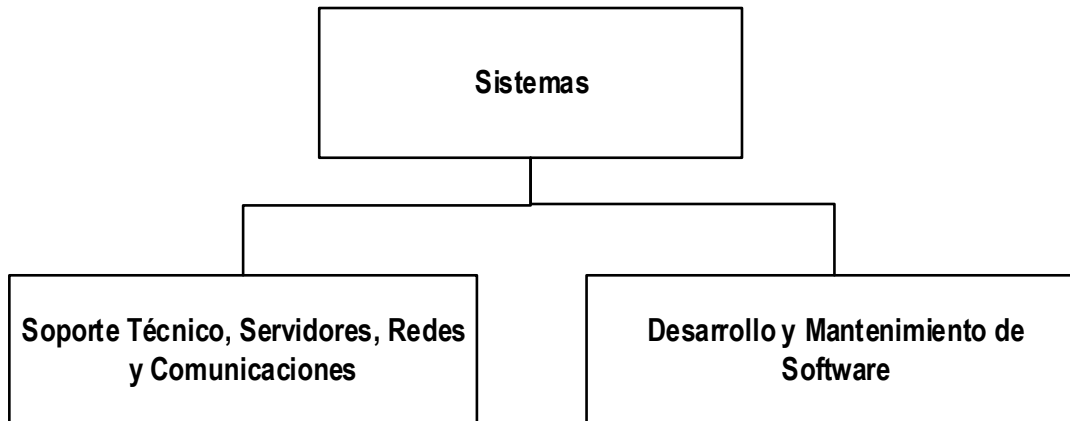 Sistemas
Soporte Técnico, Servidores, Redes
y Comunicaciones
Desarrollo y Mantenimiento de
Software